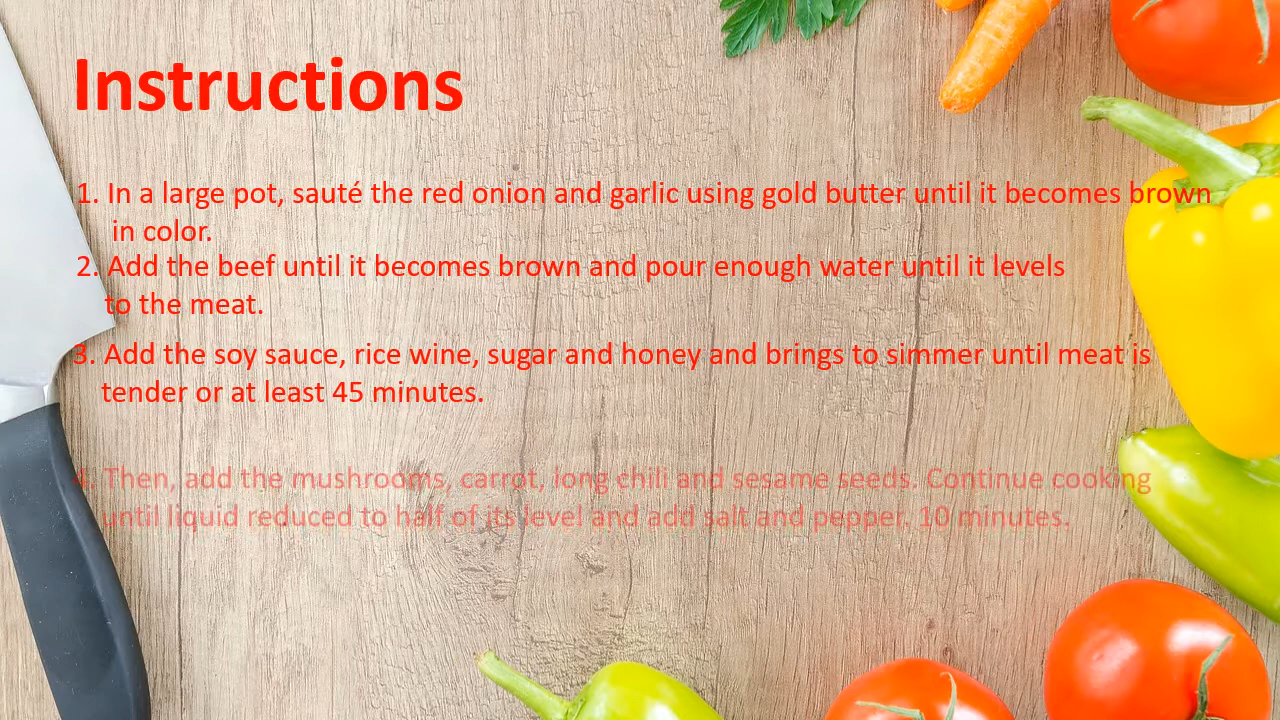 Instructions
1. In a large pot, sauté the red onion and garlic using gold butter until it becomes brown
in color.
2. Add the beef until it becomes brown and pour enough water until it levels
to the meat.
3. Add the soy sauce, rice wine, sugar and honey and brings to simmer until meat is
tender or at least 45 minutes.
4. Then, add the mushrooms, carrot, long chili and sesame seeds. Continue cooking
until liquid reduced to half of its level and add salt and pepper. 10 minutes.